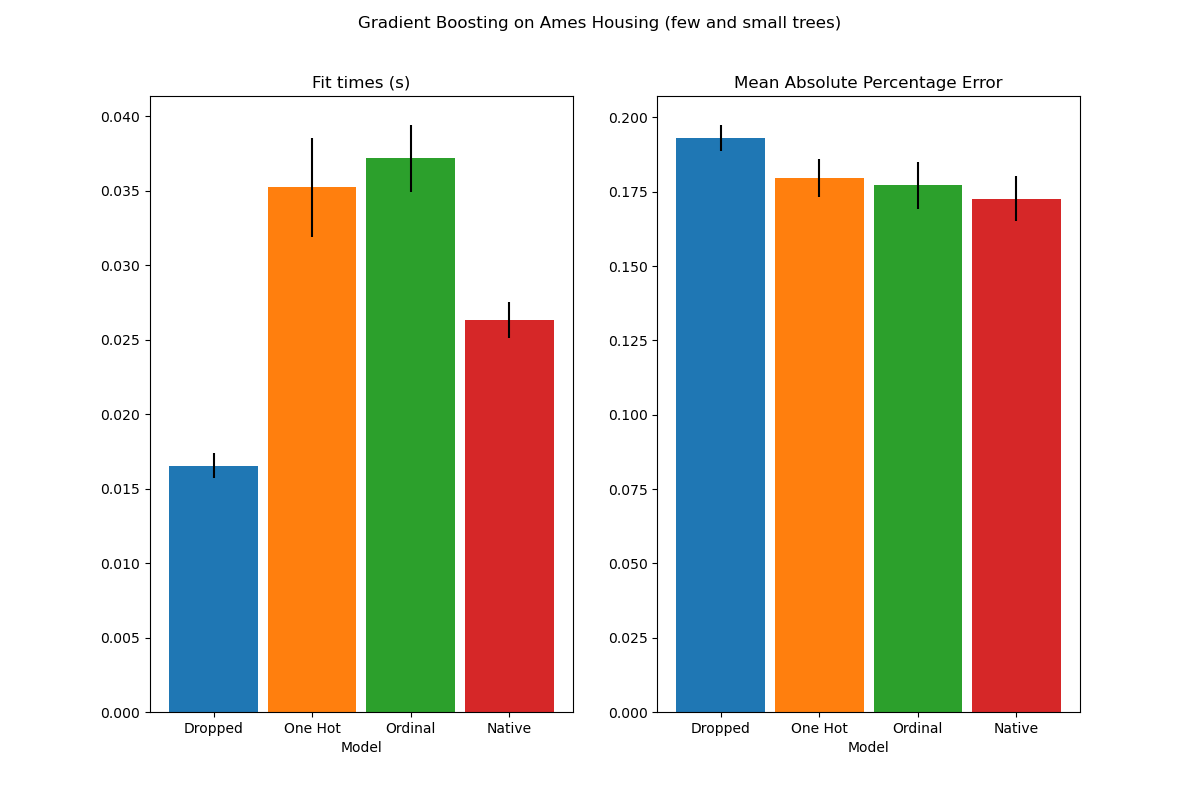 Gradient Boosting on Ames Housing (few and small trees)
Fit times (s)
0.040
0.035
0.030
0.025
0.020
0.015
0.010
0.005
0.000
Dropped One Hot Ordinal Native
Model
Mean Absolute Percentage Error
0.200
0.175
0.150
0.125
0.100
0.075
0.050
0.025
0.000
Dropped One Hot Ordinal Native
Model